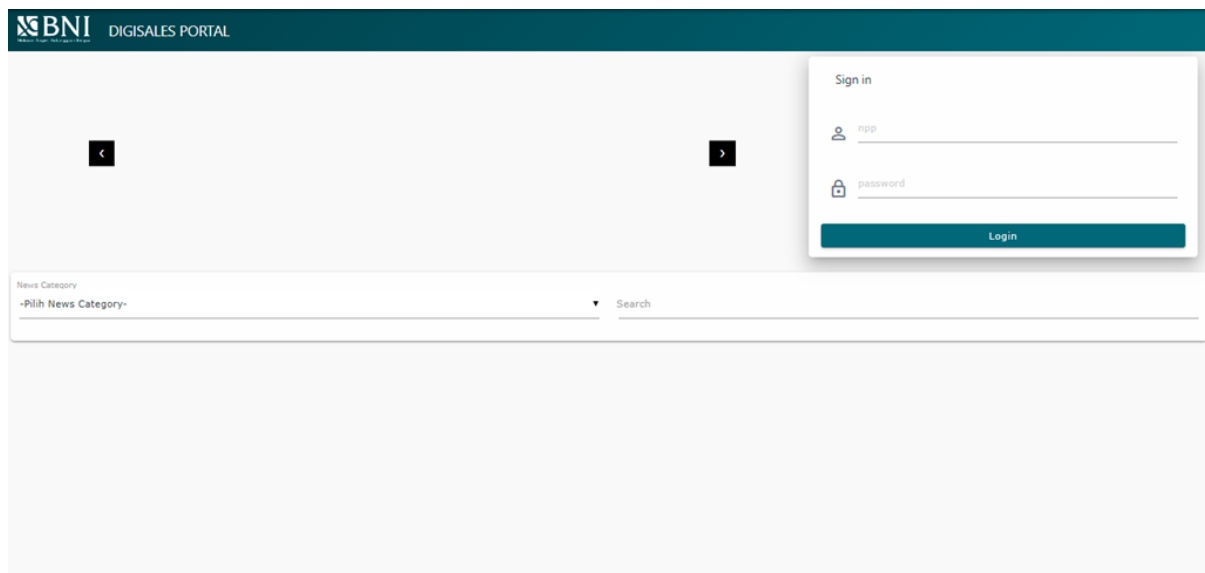 BNI
DIGISALES PORTAL
Sign in
npp
password
Login
News Category
-Pilih News Category-
Search